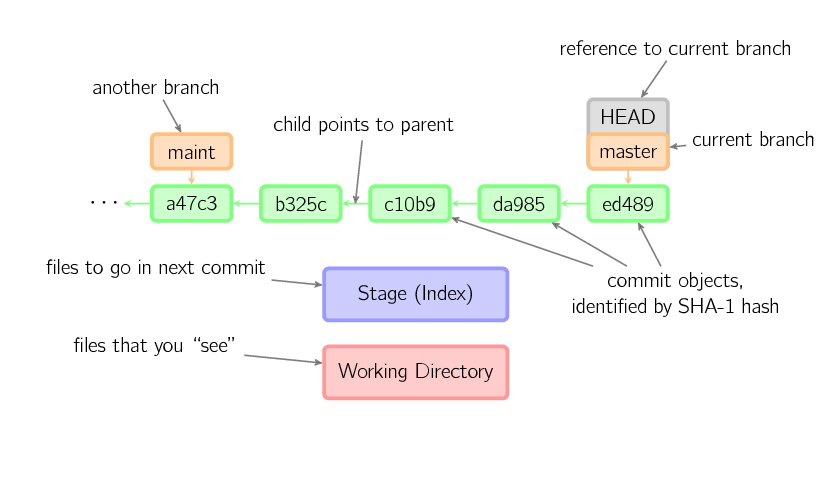 reference to current branch
another branch
HEAD
child points to parent
current branch
maint
master
... a47c3 b325c c10b9 da985 ed489
files to go in next commit
commit objects,
identified by SHA-1 hash
Stage (Index)
files that you “see”
Working Directory